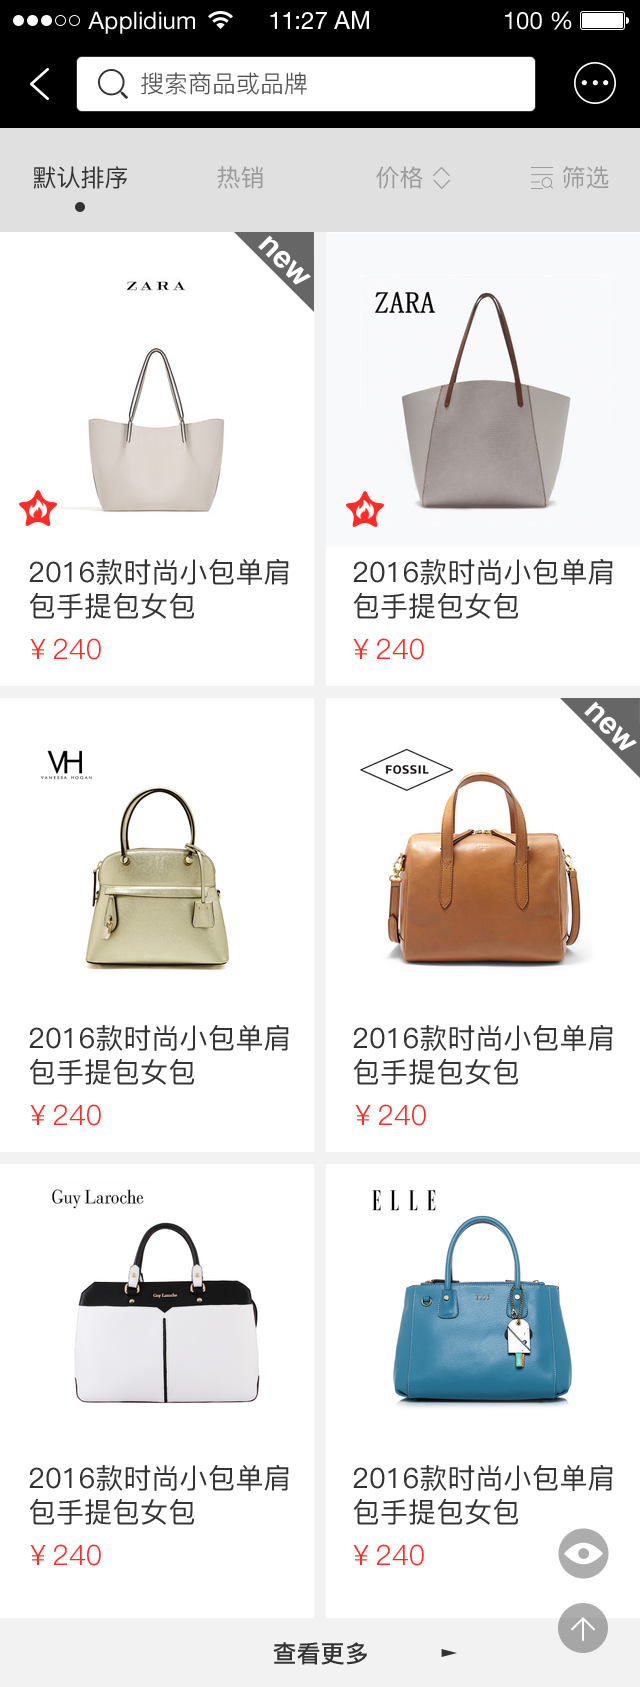 Applidium 11:27 AM 100 %
搜索商品或品牌
默认排序 热销 价格 筛选
new
ZARA
ZARA
2016款时尚小包单肩
包手提包女包
¥240
2016款时尚小包单肩
包手提包女包
¥240
VH
VANESSA HOGAN
new
FOSSIL
2016款时尚小包单肩
包手提包女包
¥240
2016款时尚小包单肩
包手提包女包
¥240
Guy Laroche
Guy Laroche
ELLE
ELLE
2016款时尚小包单肩
包手提包女包
¥240
2016款时尚小包单肩
包手提包女包
¥240
查看更多